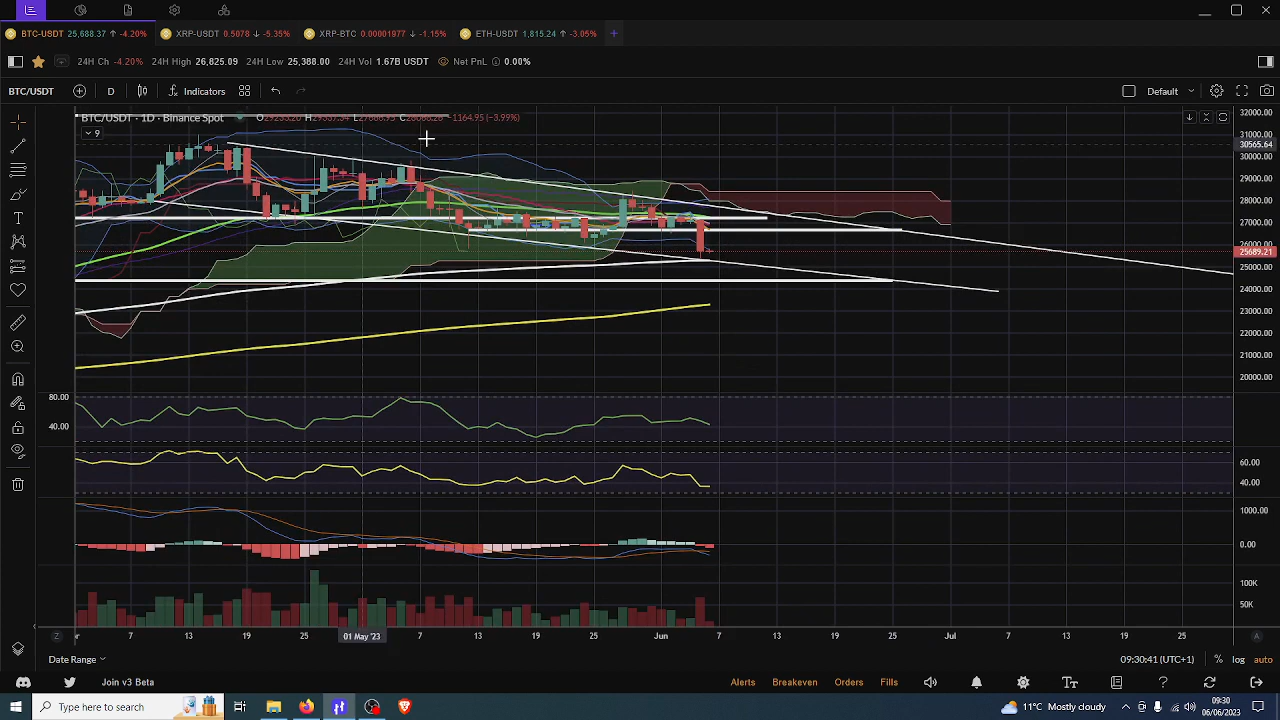 BTC-USDT 25,688.37 ↑ -4.20% XRP-USDT 0.5078 ↓ -5.35% XRP-BTC 0.00001977 ↓ -1.15% ETH-USDT 1,815.24 ↑ -3.05% +
24H Ch -4.20% 24H High 26,825.09 24H Low 25,388.00 24H Vol 1.67B USDT Net PnL 0.00%
BTC/USDT D Indicators Default
BTC/USDT · 1D · Binance Spot
-1164.95 (-3.99%)
9
32000.00
31000.00
30565.64
30000.00
29000.00
28000.00
27000.00
26000.00
25689.21
25000.00
24000.00
23000.00
22000.00
21000.00
20000.00
80.00
40.00
60.00
40.00
1000.00
0.00
100K
50K
Z 7 13 19 25 01 May '23 7 13 19 25 Jun 7 13 19 25 Jul 7 13 19 25 A
Date Range 09:30:41 (UTC+1) % log auto
Join v3 Beta Alerts Breakeven Orders Fills
Type here to search 11°C Mostly cloudy 09:30
06/06/2023